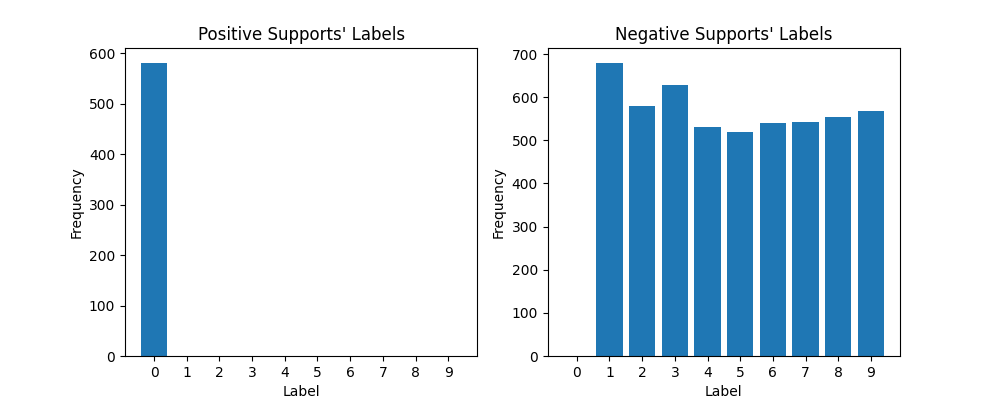 Positive Supports' Labels
600
500
400
300
200
100
0
Frequency
0 1 2 3 4 5 6 7 8 9
Label
Negative Supports' Labels
700
600
500
400
300
200
100
0
Frequency
0 1 2 3 4 5 6 7 8 9
Label